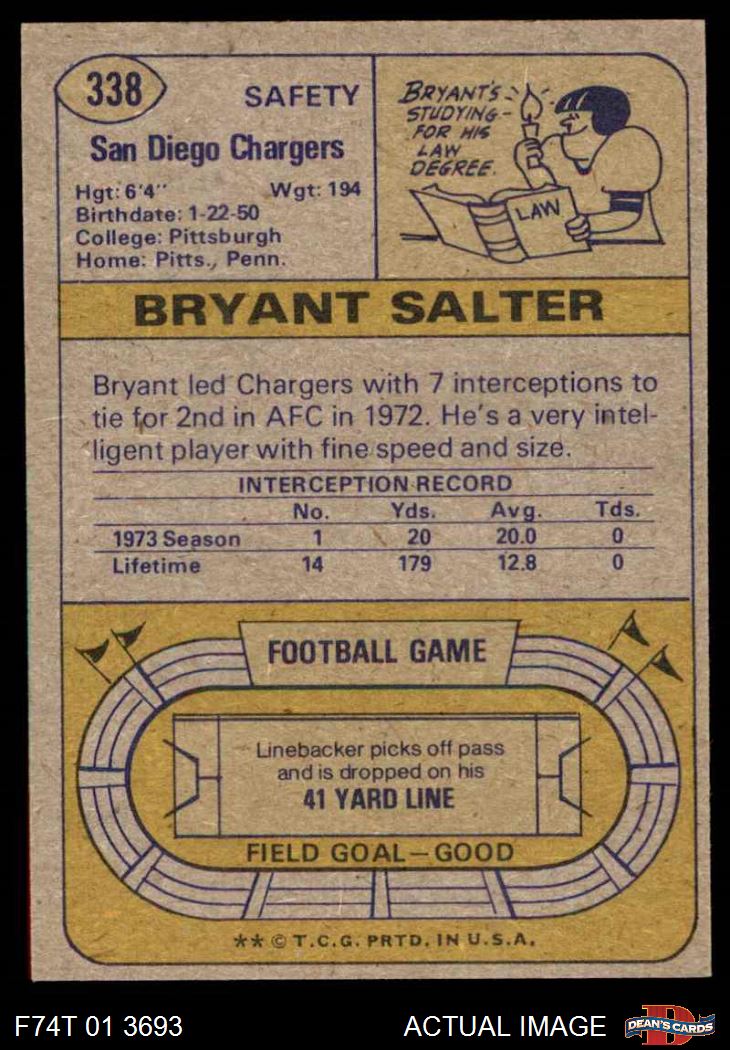 338
SAFETY
San Diego Chargers
Hgt: 6'4" Wgt: 194
Birthdate: 1-22-50
College: Pittsburgh
Home: Pitts., Penn.
BRYANT'S
STUDYING
FOR HIS
LAW
DEGREE.
LAW
BRYANT SALTER
Bryant led Chargers with 7 interceptions to
tie for 2nd in AFC in 1972. He's a very intel-
ligent player with fine speed and size.
INTERCEPTION RECORD
No. Yds. Avg. Tds.
1973 Season 1 20 20.0 0
Lifetime 14 179 12.8 0
FOOTBALL GAME
Linebacker picks off pass
and is dropped on his
41 YARD LINE
FIELD GOAL—GOOD
** © T.C.G. PRTD. IN U.S.A.
F74T 01 3693 ACTUAL IMAGE
D
DEAN'S CARDS